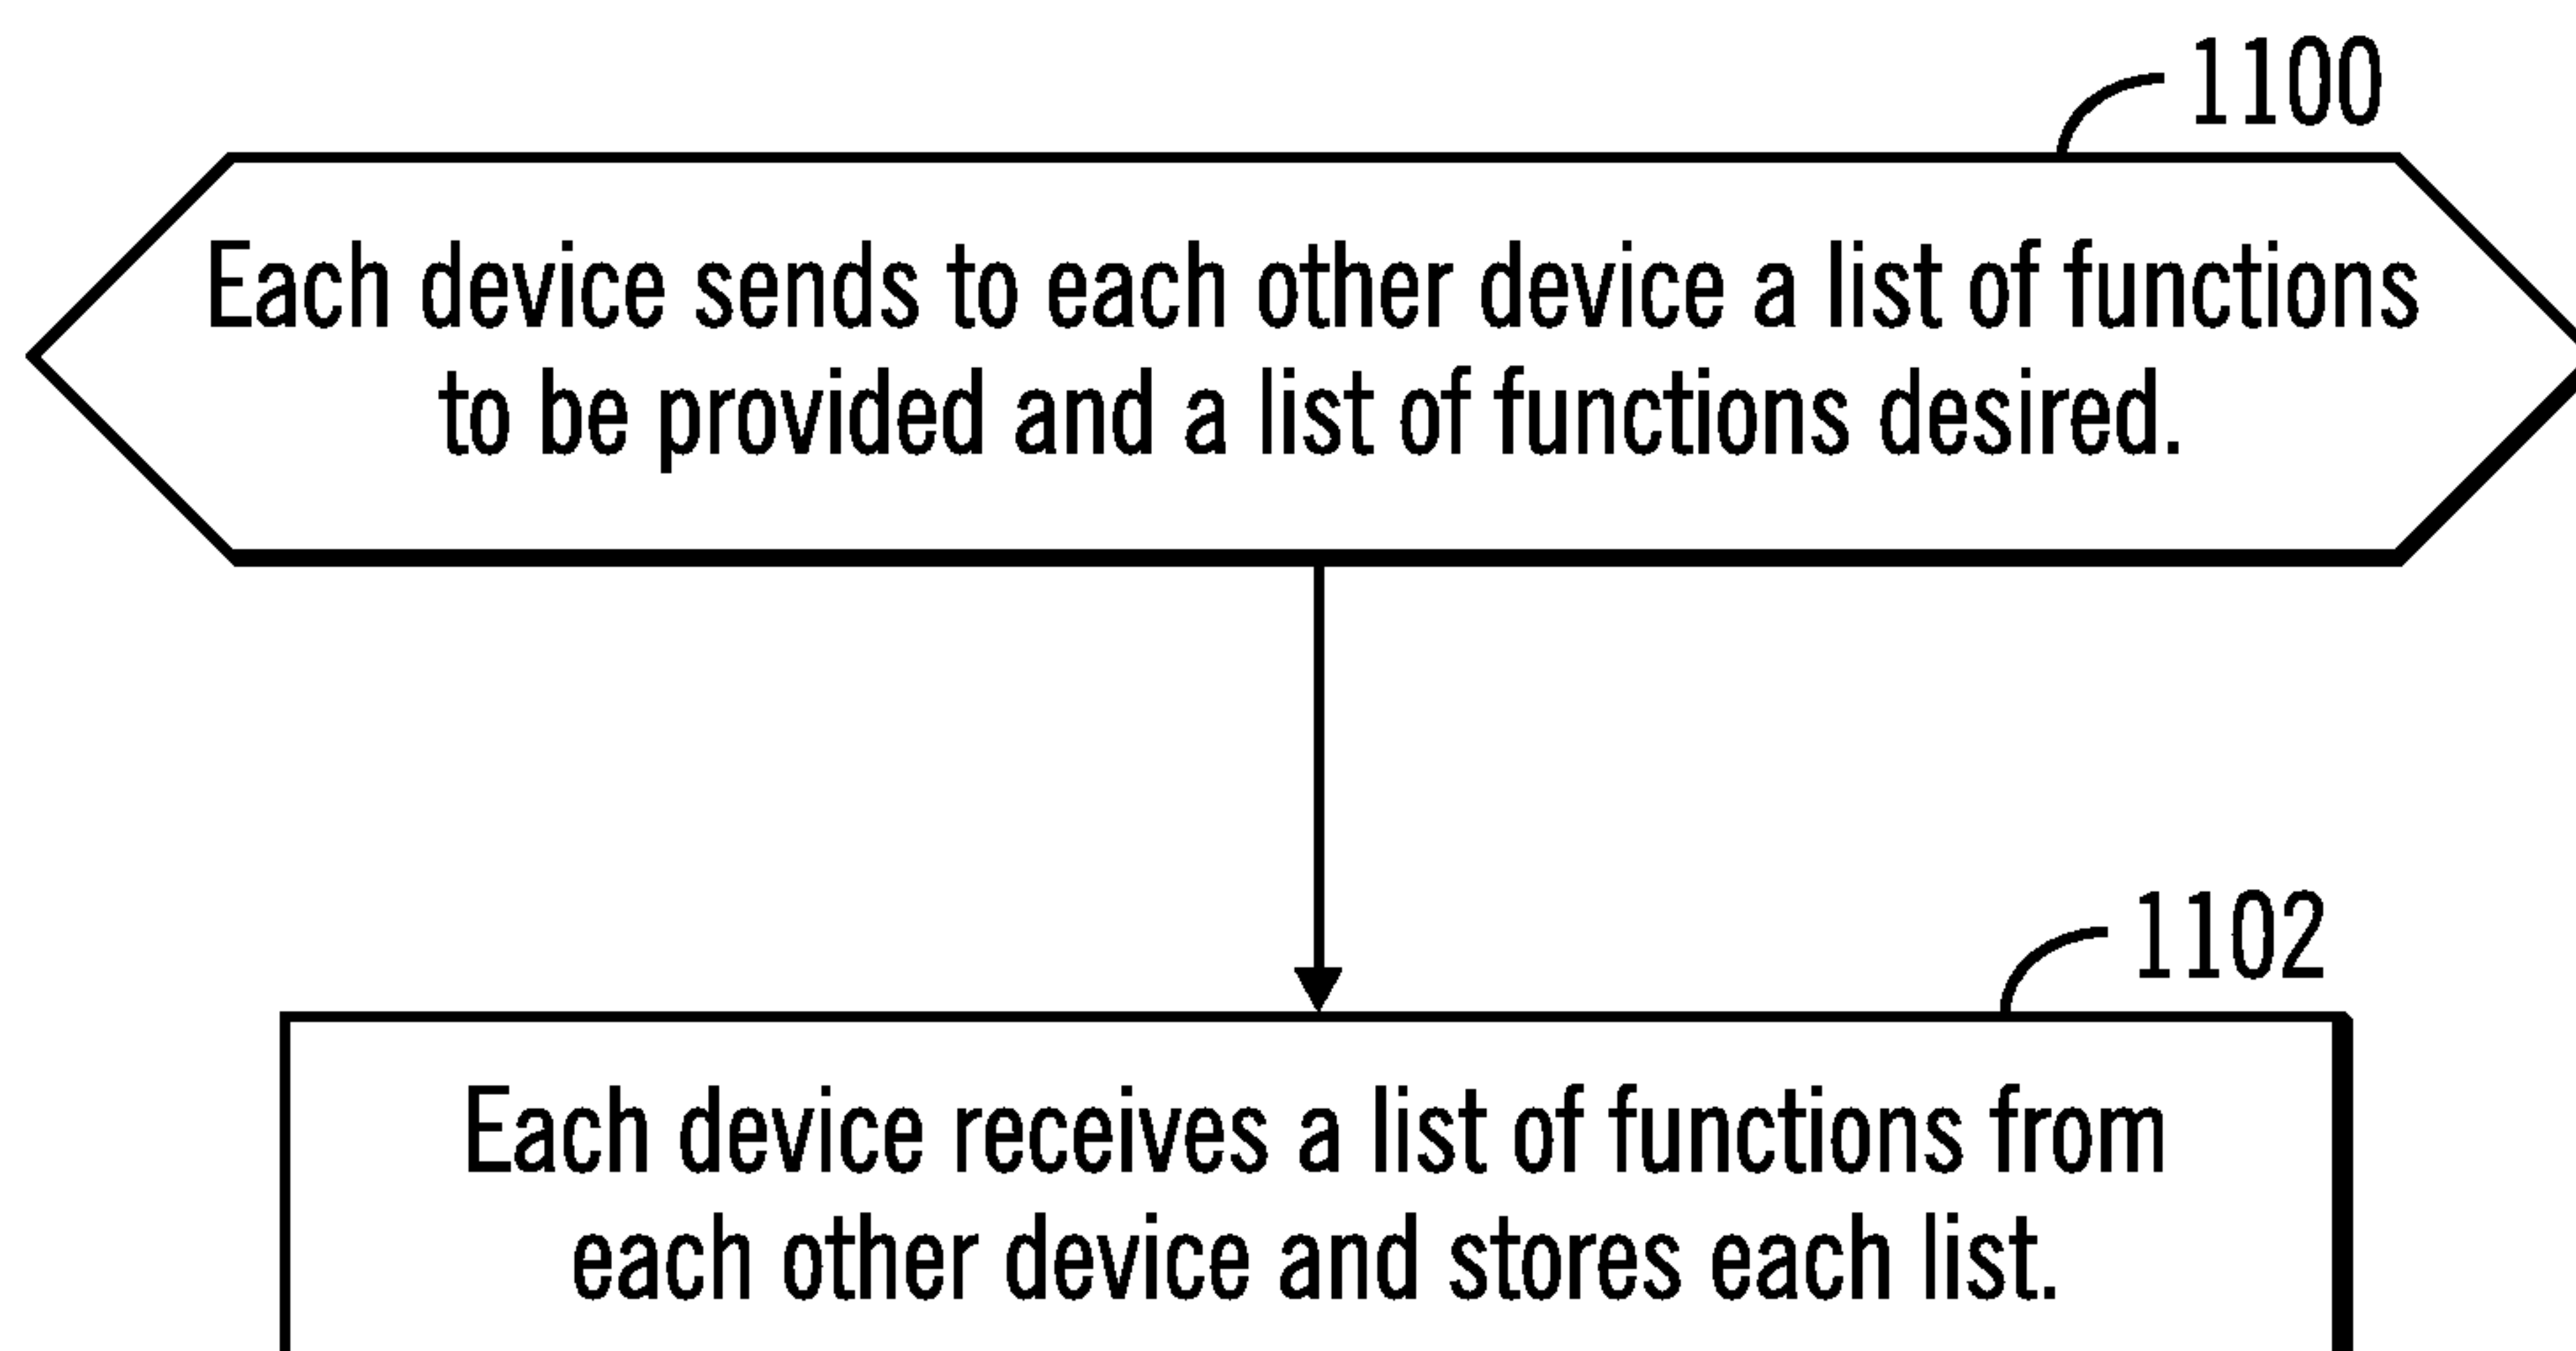 1100
Each device sends to each other device a list of functions
to be provided and a list of functions desired.
1102
Each device receives a list of functions from
each other device and stores each list.